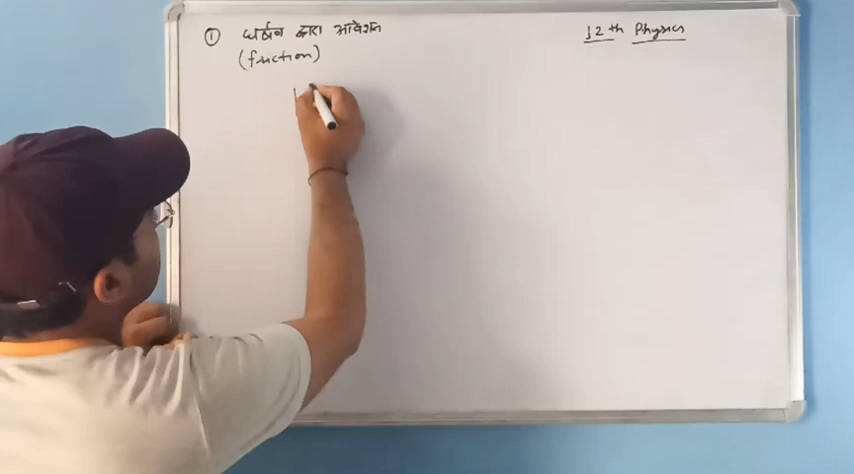 ① घर्षण द्वारा आवेशन
(friction)
12th Physics